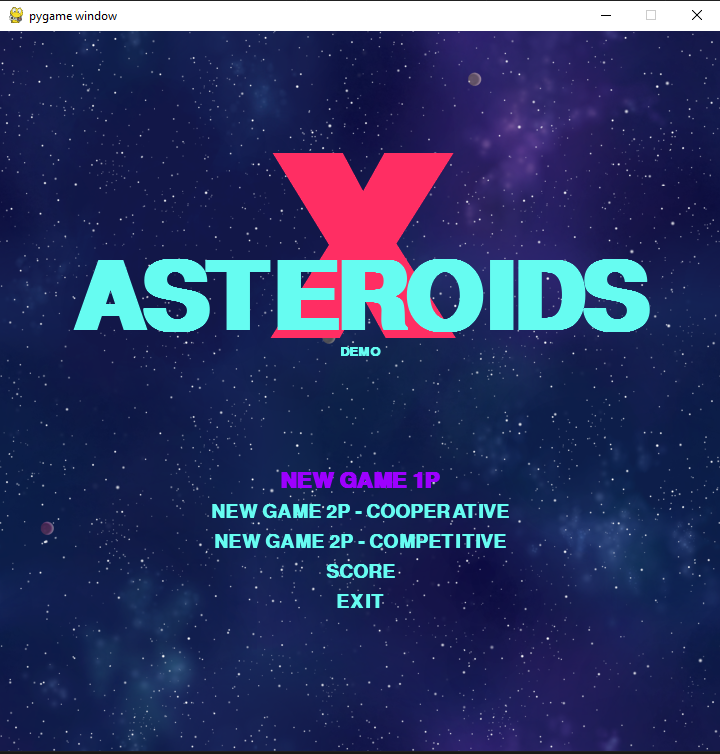 pygame window
X
ASTEROIDS
DEMO
NEW GAME 1P
NEW GAME 2P - COOPERATIVE
NEW GAME 2P - COMPETITIVE
SCORE
EXIT